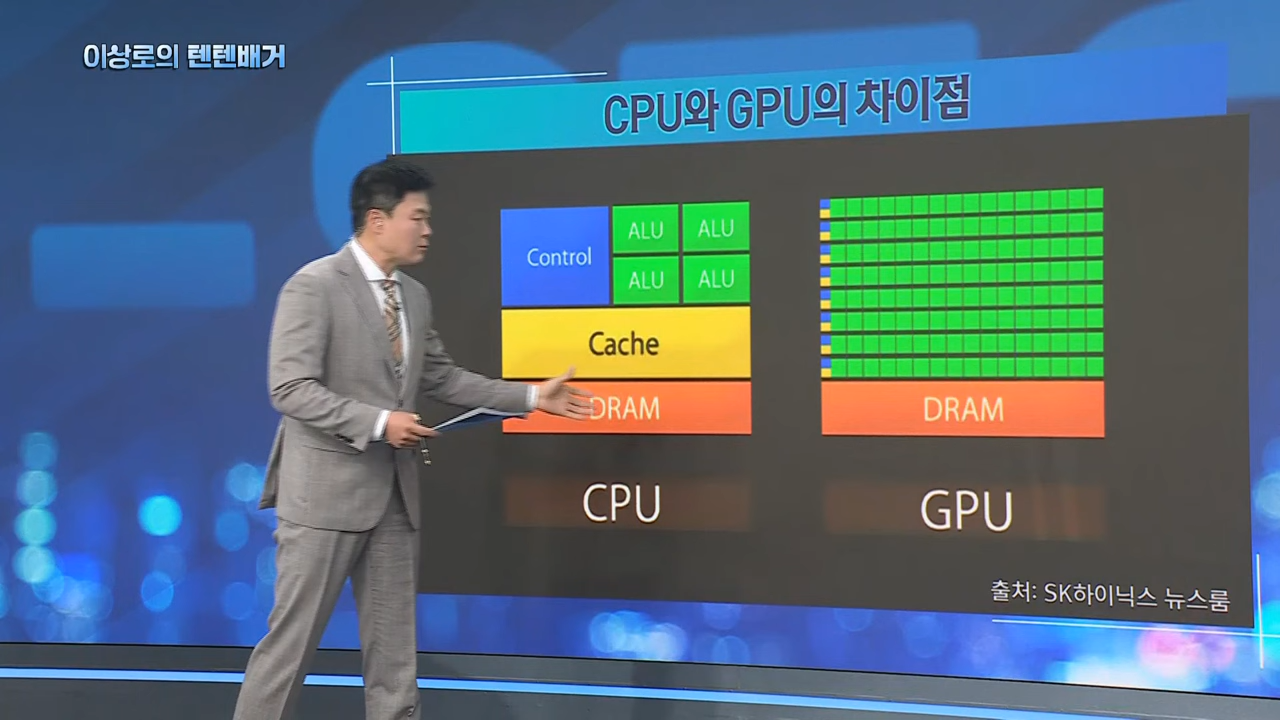 이상로의 텐텐배거
CPU와 GPU의 차이점
Control
ALU ALU
ALU ALU
Cache
DRAM
CPU
DRAM
GPU
출처: SK하이닉스 뉴스룸